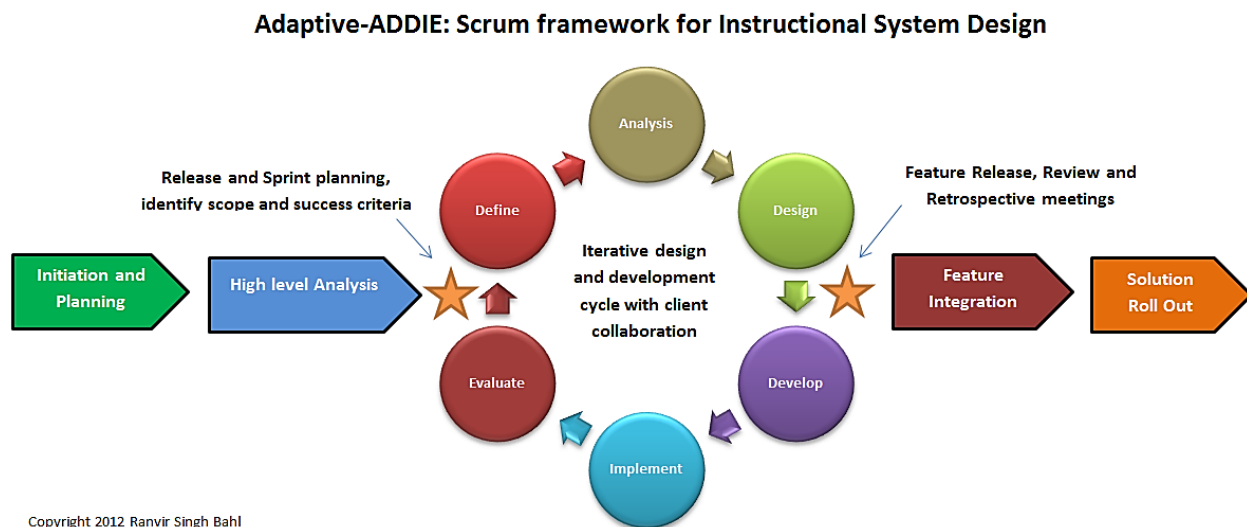 Adaptive-ADDIE: Scrum framework for Instructional System Design
Analysis
Release and Sprint planning,
identify scope and success criteria
Define
Design
Feature Release, Review and
Retrospective meetings
Initiation and
Planning
High level Analysis
Iterative design
and development
cycle with client
collaboration
Feature
Integration
Solution
Roll Out
Evaluate
Develop
Implement
Copyright 2012 Ranvir Singh Bahl